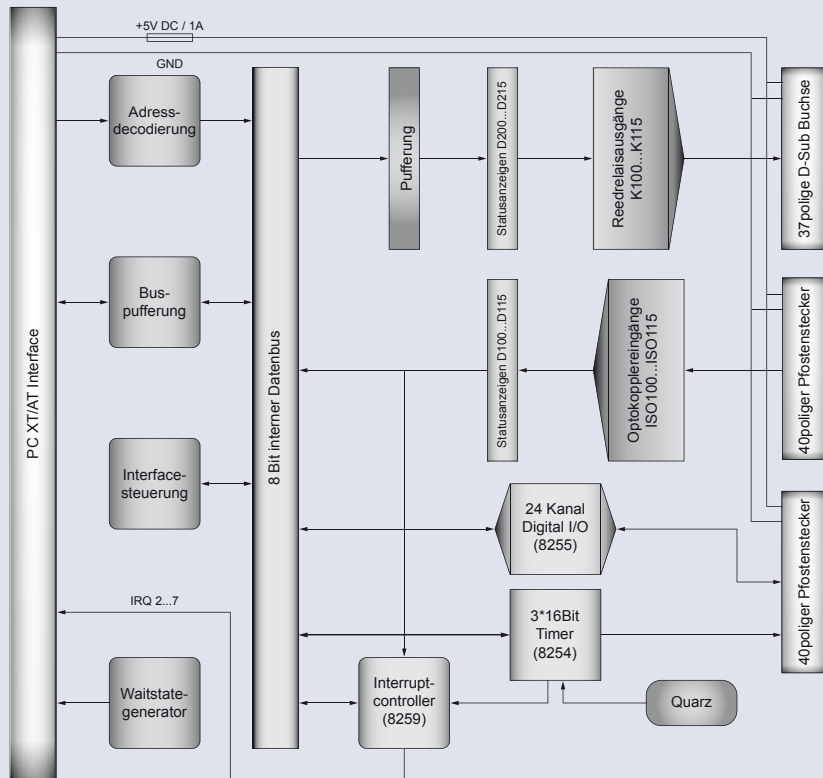 +5V DC / 1A
GND
PC XT/AT Interface
Adress-
decodierung
Bus-
pufferung
Interface-
steuerung
IRQ 2...7
Waitstate-
generator
8 Bit interner Datenbus
Pufferung
Statusanzeigen D200...D215
Reedrelaisausgänge
K100...K115
37polige D-Sub Buchse
Statusanzeigen D100...D115
Optokopplereingänge
ISO100...ISO115
40poliger Pfostenstecker
24 Kanal
Digital I/O
(8255)
3*16Bit
Timer
(8254)
40poliger Pfostenstecker
Interrupt-
controller
(8259)
Quarz